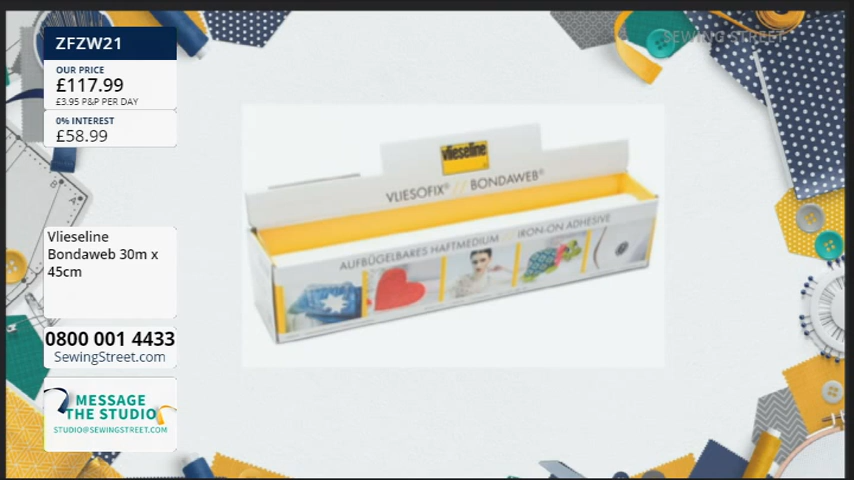 ZFZW21
OUR PRICE
£117.99
£3.95 P&P PER DAY
0% INTEREST
£58.99
Vlieseline
Bondaweb 30m x
45cm
0800 001 4433
SewingStreet.com
MESSAGE
THE STUDIO
STUDIO@SEWINGSTREET.COM
SEWING STREET
vlieseline
VLIESOFIX® // BONDAWEB®
AUFBÜGELBARES HAFTMEDIUM // IRON-ON ADHESIVE
B